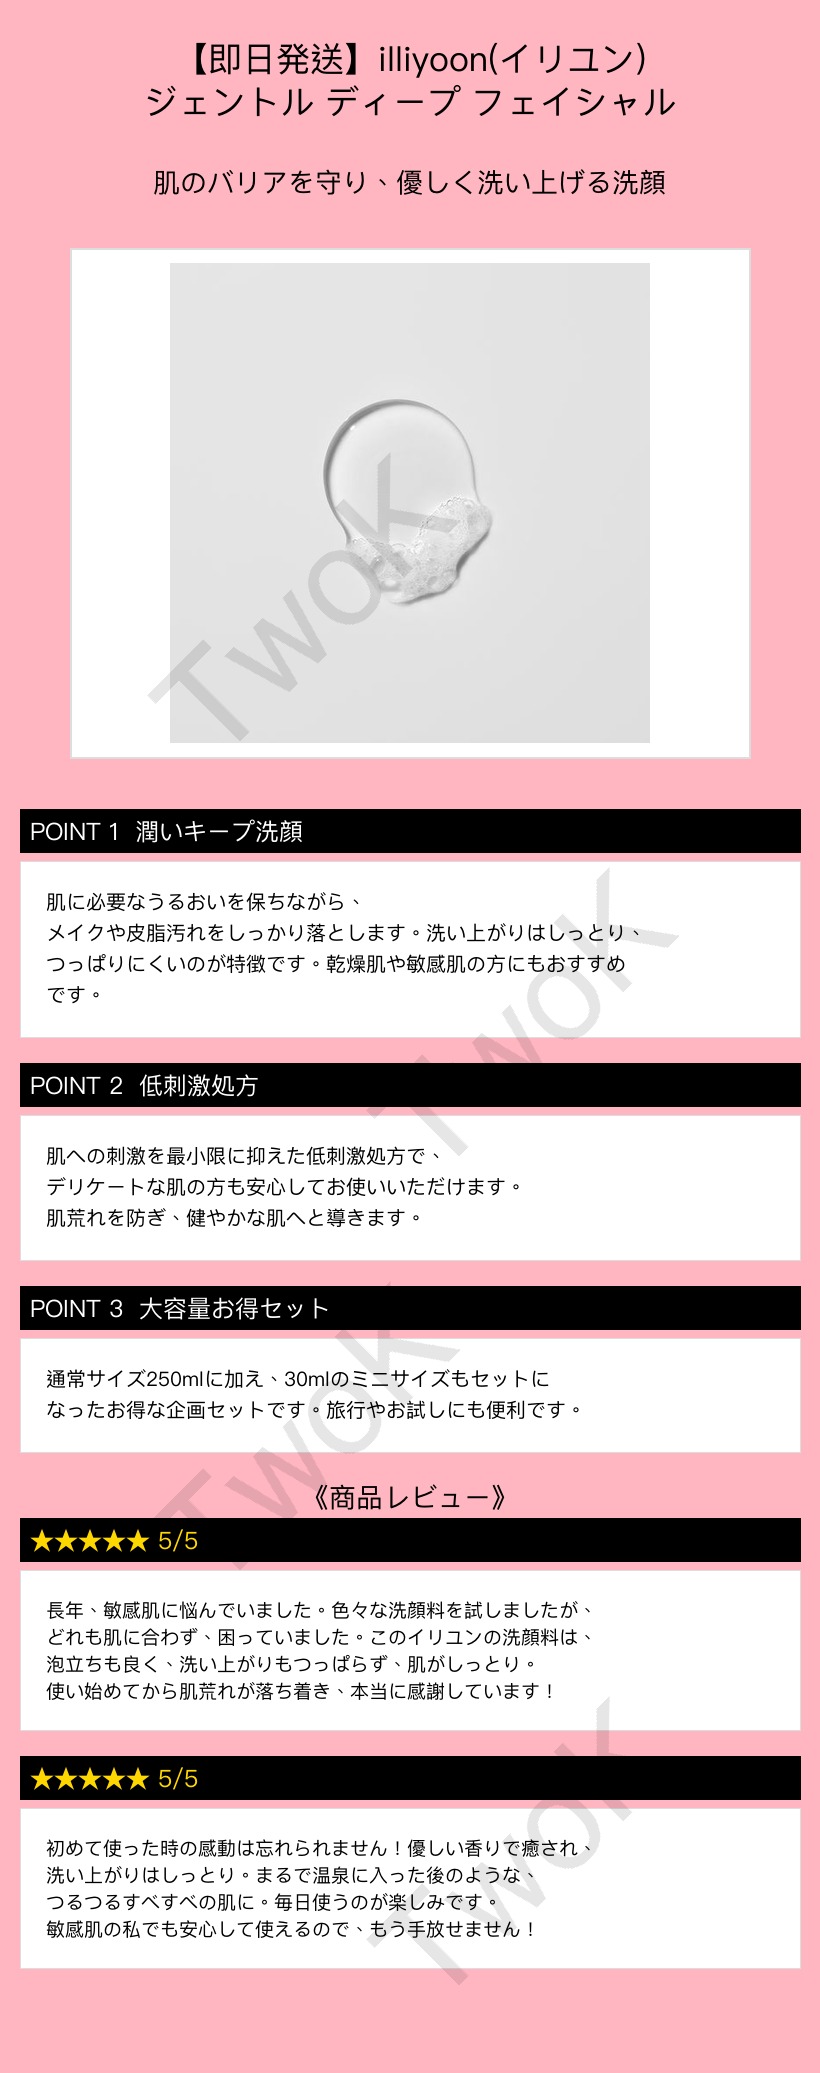 【即日発送】illiyoon(イリユン)
ジェントル ディープ フェイシャル
肌のバリアを守り、優しく洗い上げる洗顔
TwoK
POINT 1 潤いキープ洗顔
肌に必要なうるおいを保ちながら、
メイクや皮脂汚れをしっかり落とします。洗い上がりはしっとり、
つっぱりにくいのが特徴です。乾燥肌や敏感肌の方にもおすすめ
です。
TwoK
POINT 2 低刺激処方
肌への刺激を最小限に抑えた低刺激処方で、
デリケートな肌の方も安心してお使いいただけます。
肌荒れを防ぎ、健やかな肌へと導きます。
POINT 3 大容量お得セット
通常サイズ250mlに加え、30mlのミニサイズもセットに
なったお得な企画セットです。旅行やお試しにも便利です。
TwoK
《商品レビュー》
★★★★★ 5/5
長年、敏感肌に悩んでいました。色々な洗顔料を試しましたが、
どれも肌に合わず、困っていました。このイリユンの洗顔料は、
泡立ちも良く、洗い上がりもつっぱらず、肌がしっとり。
使い始めてから肌荒れが落ち着き、本当に感謝しています！
★★★★★ 5/5
初めて使った時の感動は忘れられません！優しい香りで癒され、
洗い上がりはしっとり。まるで温泉に入った後のような、
つるつるすべすべの肌に。毎日使うのが楽しみです。
敏感肌の私でも安心して使えるので、もう手放せません！
TwoK